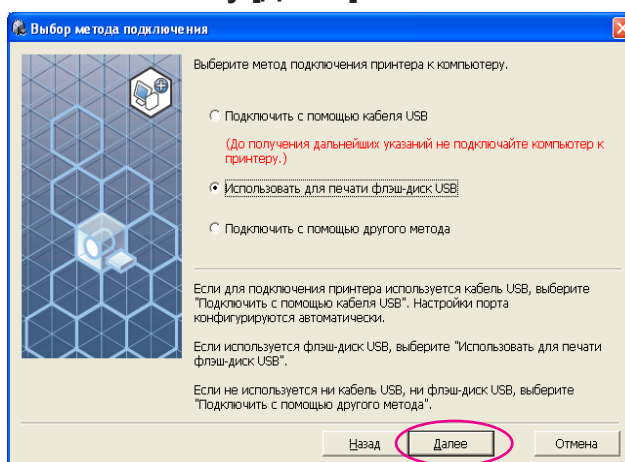 Выбор метода подключения
Выберите метод подключения принтера к компьютеру.
Подключить с помощью кабеля USB
(До получения дальнейших указаний не подключайте компьютер к
принтеру.)
Использовать для печати флэш-диск USB
Подключить с помощью другого метода
Если для подключения принтера используется кабель USB, выберите
"Подключить с помощью кабеля USB". Настройки порта
конфигурируются автоматически.
Если используется флэш-диск USB, выберите "Использовать для печати
флэш-диск USB".
Если не используется ни кабель USB, ни флэш-диск USB, выберите
"Подключить с помощью другого метода".
Назад
Далее
Отмена